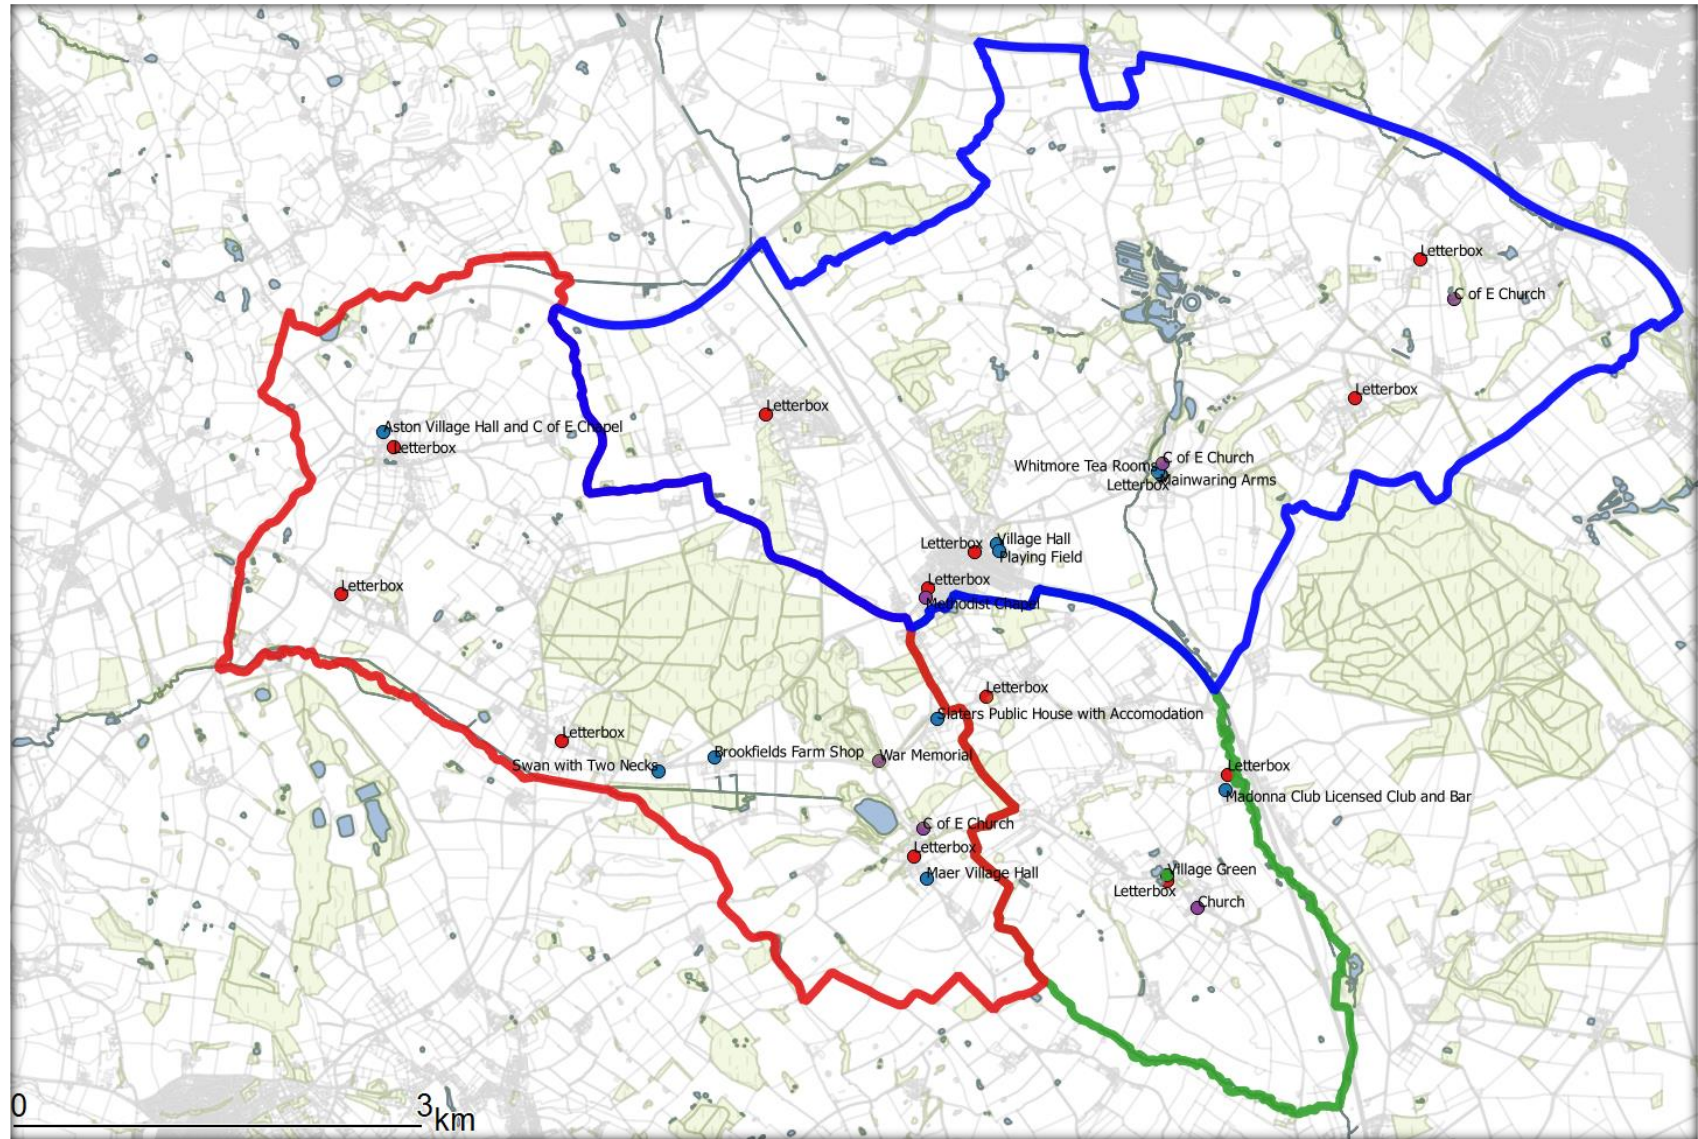 Letterbox
C of E Church
Letterbox
Letterbox
Aston Village Hall and C of E Chapel
Letterbox
C of E Church
Whitmore Tea Rooms
Mainwaring Arms
Letterbox
Village Hall
Letterbox
Playing Field
Letterbox
Letterbox
Methodist Chapel
Letterbox
Slaters Public House with Accomodation
Letterbox
Brookfields Farm Shop
War Memorial
Swan with Two Necks
Letterbox
Madonna Club Licensed Club and Bar
C of E Church
Letterbox
Maer Village Hall
Village Green
Letterbox
Church
0
3
km